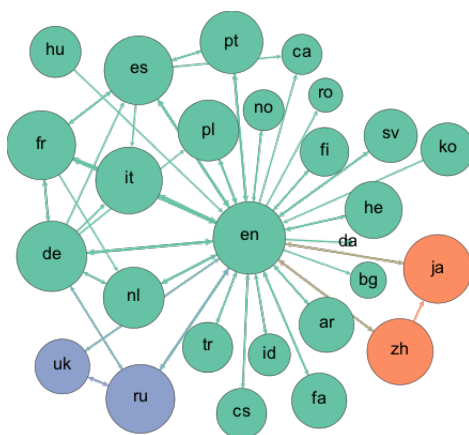 pt
hu
ca
es
ro
no
pl
sv
fr
fi
ko
it
he
en
da
de
ja
bg
nl
ar
tr
id
zh
uk
ru
fa
cs